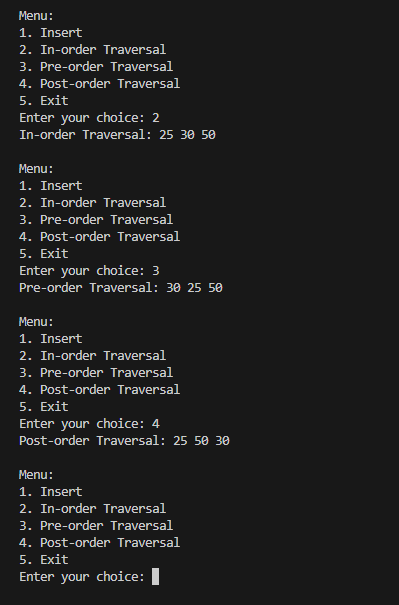 Menu:
1. Insert
2. In-order Traversal
3. Pre-order Traversal
4. Post-order Traversal
5. Exit
Enter your choice: 2
In-order Traversal: 25 30 50
Menu:
1. Insert
2. In-order Traversal
3. Pre-order Traversal
4. Post-order Traversal
5. Exit
Enter your choice: 3
Pre-order Traversal: 30 25 50
Menu:
1. Insert
2. In-order Traversal
3. Pre-order Traversal
4. Post-order Traversal
5. Exit
Enter your choice: 4
Post-order Traversal: 25 50 30
Menu:
1. Insert
2. In-order Traversal
3. Pre-order Traversal
4. Post-order Traversal
5. Exit
Enter your choice: